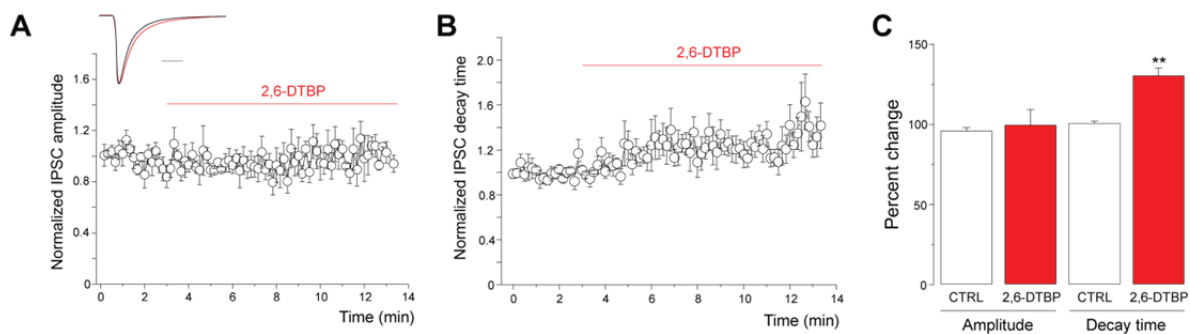 A
Normalized IPSC amplitude
1.6
1.2
0.8
0.4
0
2,6-DTBP
0 2 4 6 8 10 12 14
Time (min)
B
Normalized IPSC decay time
2.0
1.6
1.2
0.8
0.4
0
2,6-DTBP
0 2 4 6 8 10 12 14
Time (min)
C
Percent change
150
100
50
0
**
CTRL 2,6-DTBP CTRL 2,6-DTBP
Amplitude Decay time